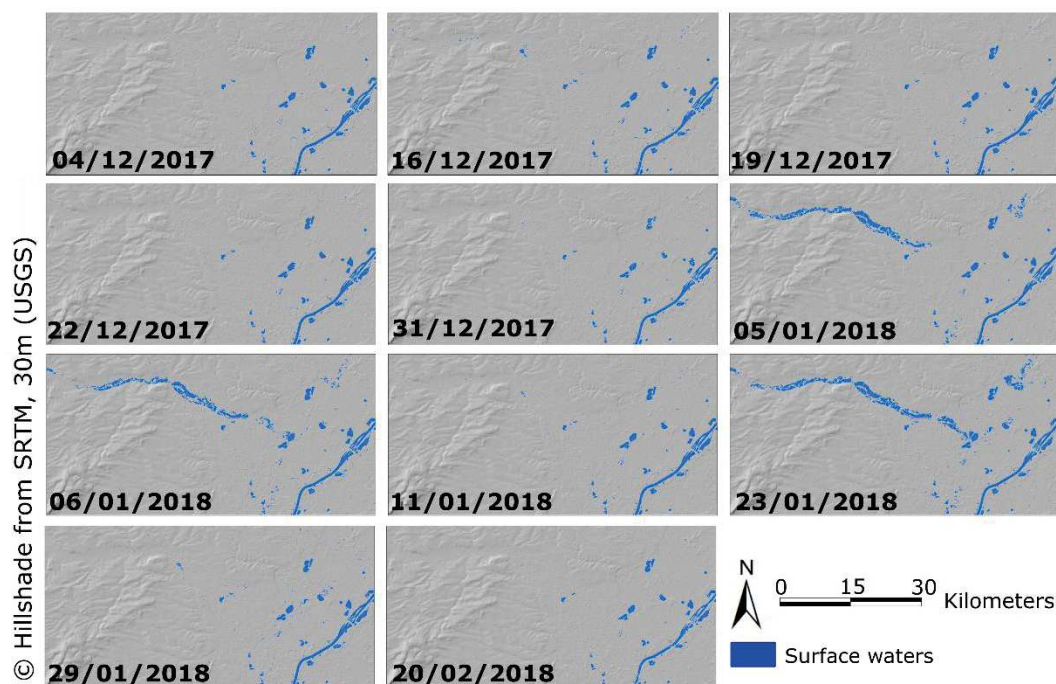 © Hillshade from SRTM, 30m (USGS)
04/12/2017
16/12/2017
19/12/2017
22/12/2017
31/12/2017
05/01/2018
06/01/2018
11/01/2018
23/01/2018
29/01/2018
20/02/2018
N
0 15 30 Kilometers
Surface waters